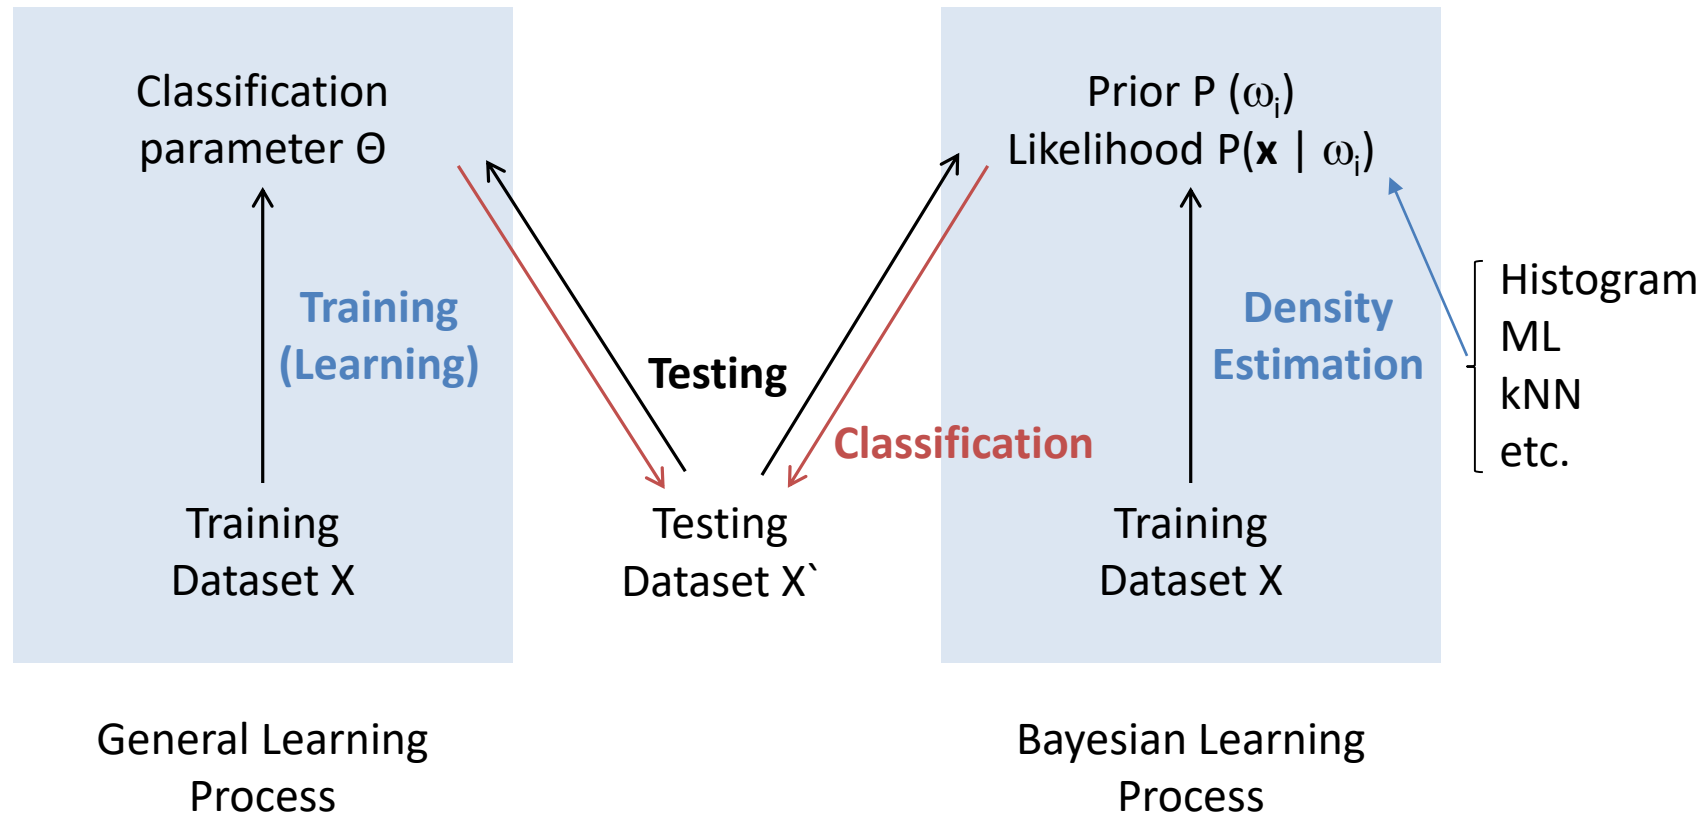 Classification
parameter Θ
Training
(Learning)
Training
Dataset X
General Learning
Process
Testing
Classification
Testing
Dataset X`
Prior P (ωi)
Likelihood P(x | ωi)
Density
Estimation
Training
Dataset X
Bayesian Learning
Process
Histogram
ML
kNN
etc.